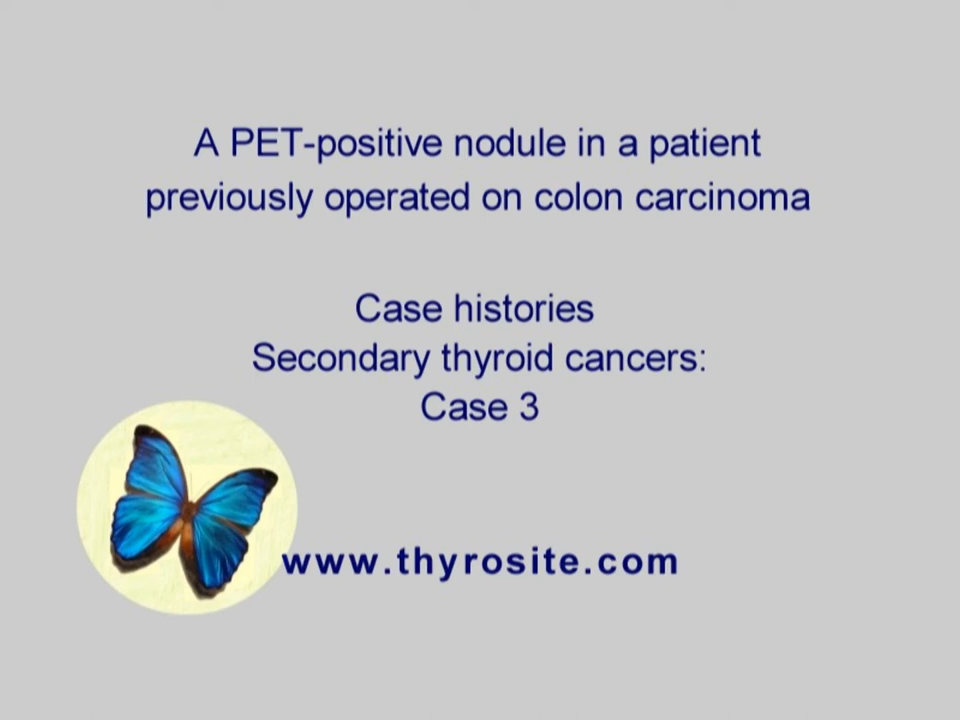 A PET-positive nodule in a patient
previously operated on colon carcinoma
Case histories
Secondary thyroid cancers:
Case 3
www.thyrosite.com